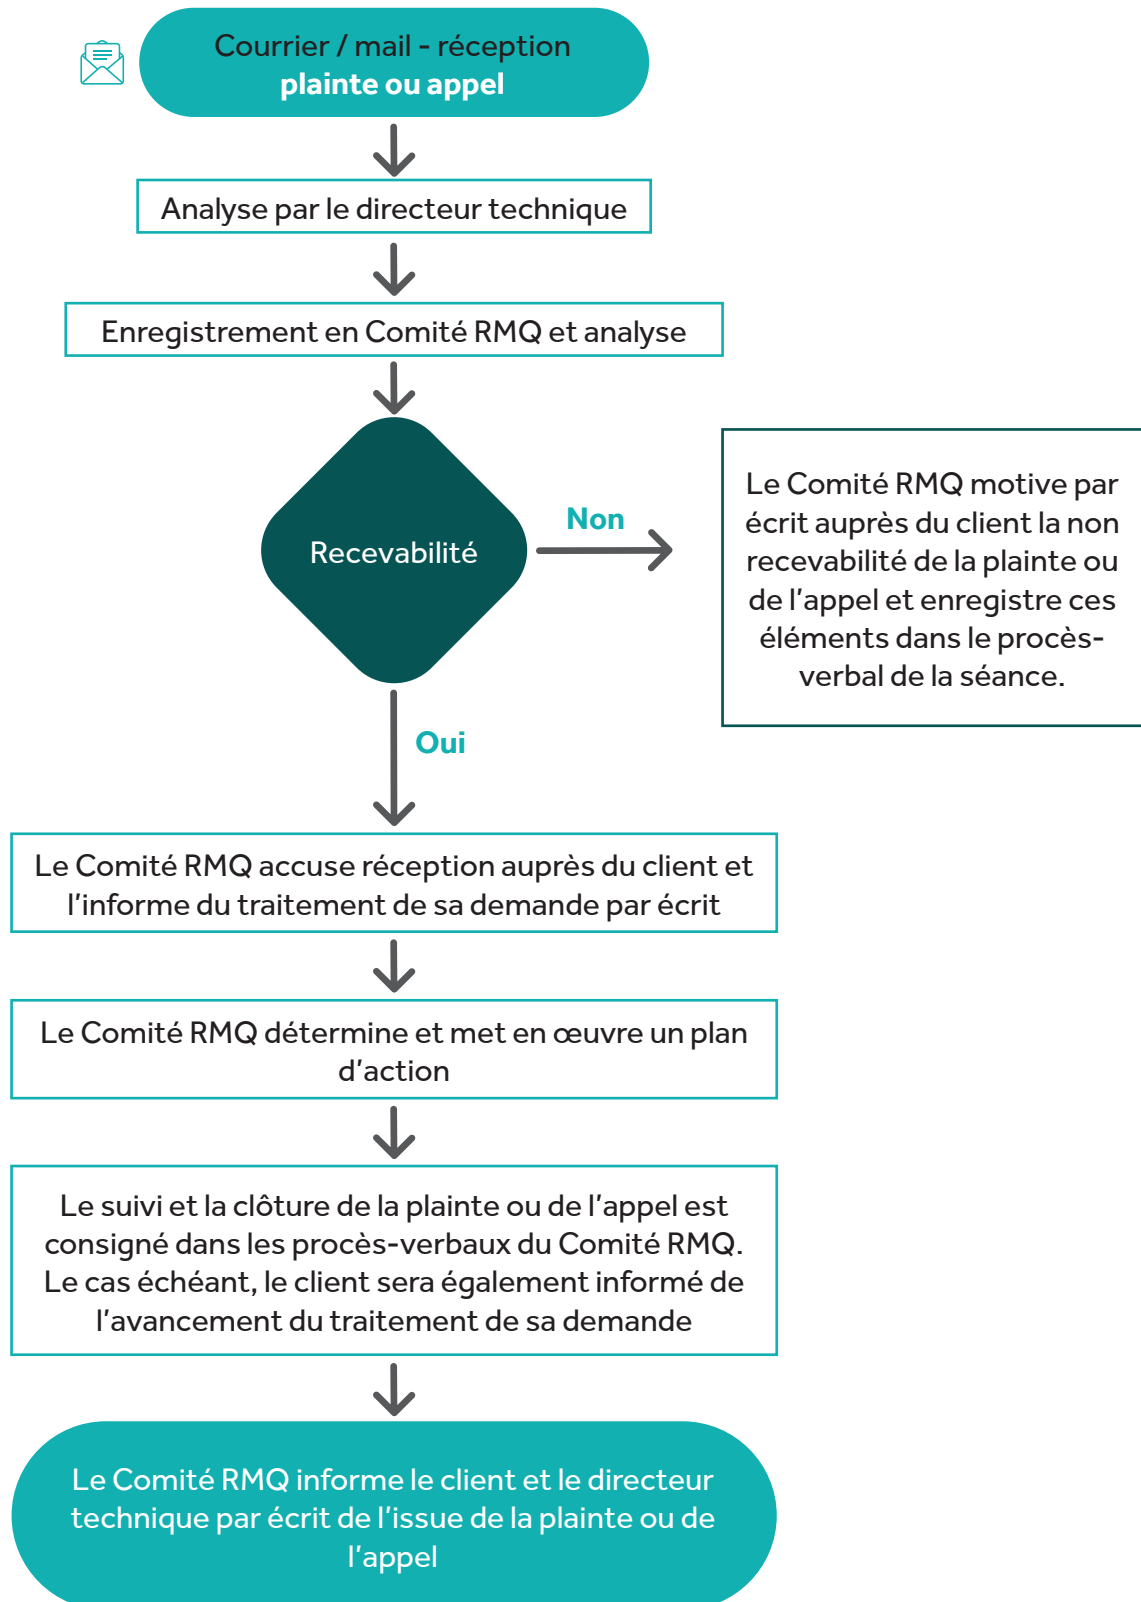 Courrier / mail - réception
plainte ou appel
Analyse par le directeur technique
Enregistrement en Comité RMQ et analyse
Recevabilité
Non
Le Comité RMQ motive par
écrit auprès du client la non
recevabilité de la plainte ou
de l'appel et enregistre ces
éléments dans le procès-
verbal de la séance.
Oui
Le Comité RMQ accuse réception auprès du client et
l'informe du traitement de sa demande par écrit
Le Comité RMQ détermine et met en œuvre un plan
d'action
Le suivi et la clôture de la plainte ou de l'appel est
consigné dans les procès-verbaux du Comité RMQ.
Le cas échéant, le client sera également informé de
l'avancement du traitement de sa demande
Le Comité RMQ informe le client et le directeur
technique par écrit de l'issue de la plainte ou de
l'appel